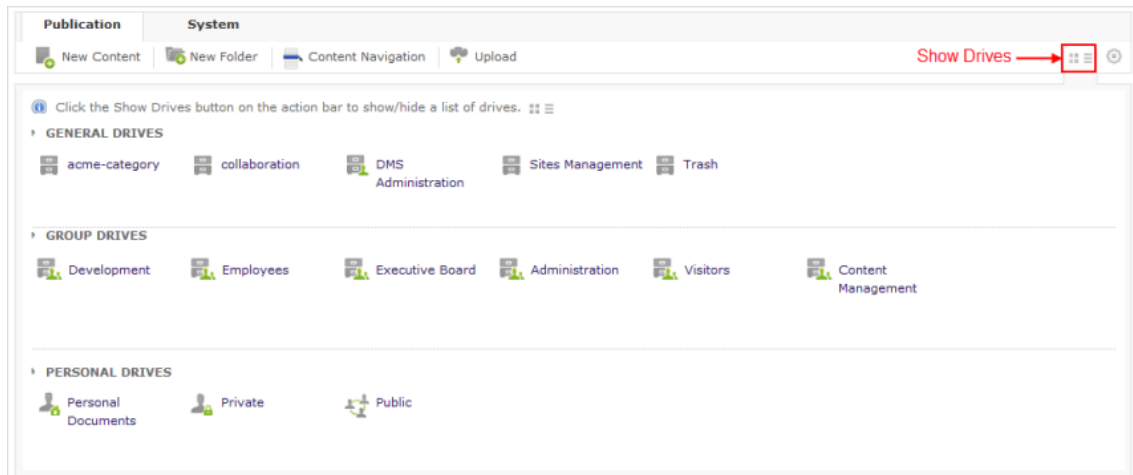 Publication System
New Content New Folder Content Navigation Upload Show Drives
Click the Show Drives button on the action bar to show/hide a list of drives.
GENERAL DRIVES
acme-category collaboration DMS Sites Management Trash
Administration
GROUP DRIVES
Development Employees Executive Board Administration Visitors Content
Management
PERSONAL DRIVES
Personal Private Public
Documents